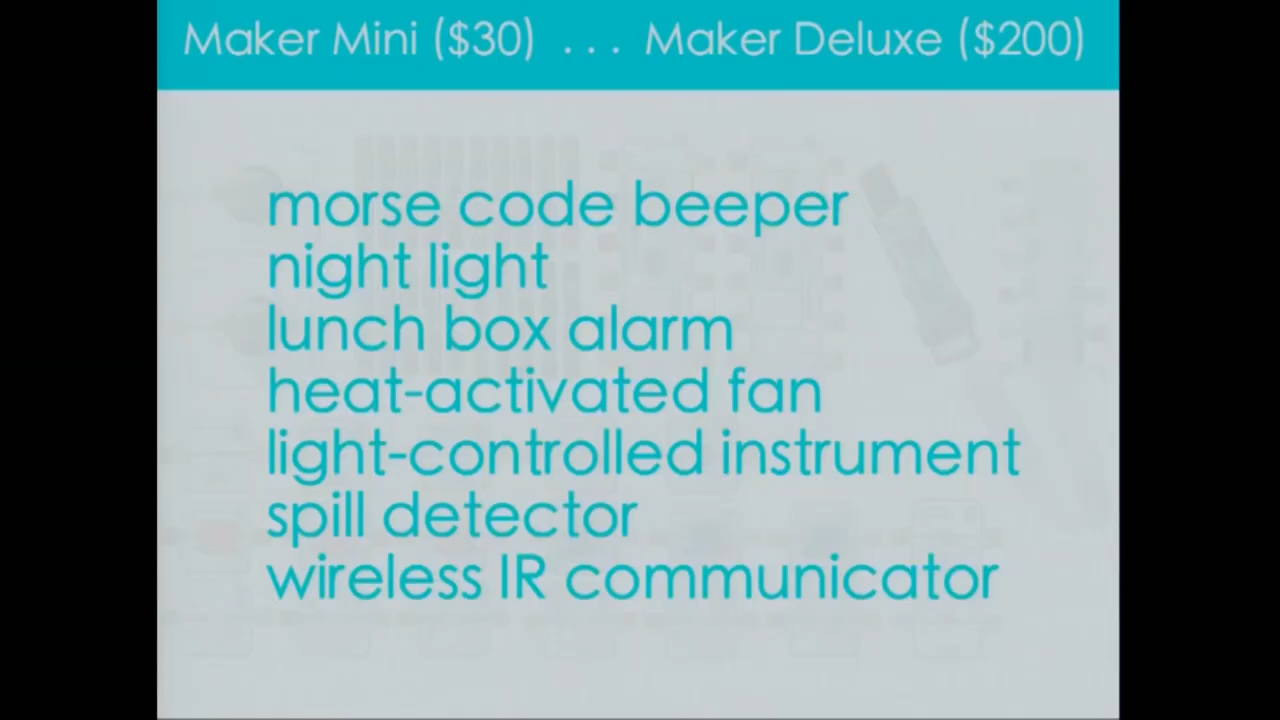 Maker Mini ($30) ... Maker Deluxe ($200)
morse code beeper
night light
lunch box alarm
heat-activated fan
light-controlled instrument
spill detector
wireless IR communicator